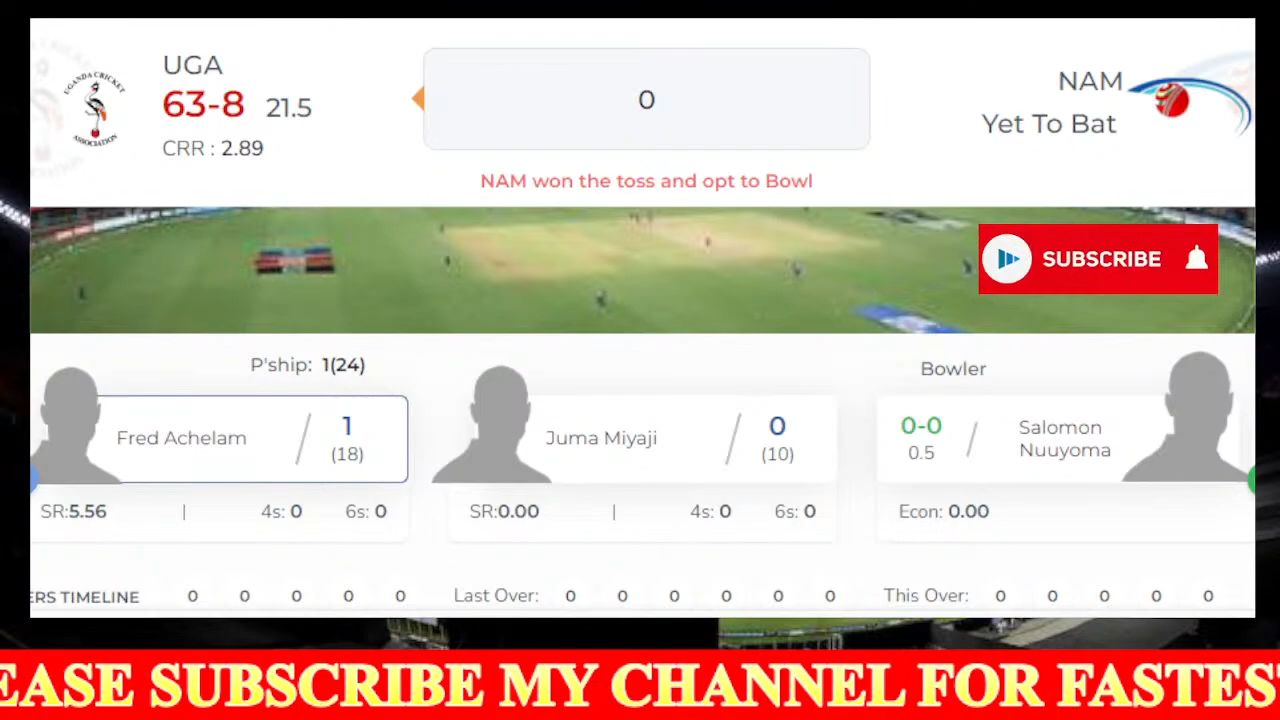 UGANDA CRICKET
ASSOCIATION
UGA
63-8 21.5
CRR : 2.89
0
NAM
Yet To Bat
NAM won the toss and opt to Bowl
SUBSCRIBE
P'ship: 1(24)
Bowler
Fred Achelam
1
(18)
Juma Miyaji
0
(10)
0-0
0.5
Salomon
Nuuyoma
SR:5.56 | 4s: 0 6s: 0
SR:0.00 | 4s: 0 6s: 0
Econ: 0.00
ERS TIMELINE 0 0 0 0 0 Last Over: 0 0 0 0 0 0 This Over: 0 0 0 0 0
EASE SUBSCRIBE MY CHANNEL FOR FASTES